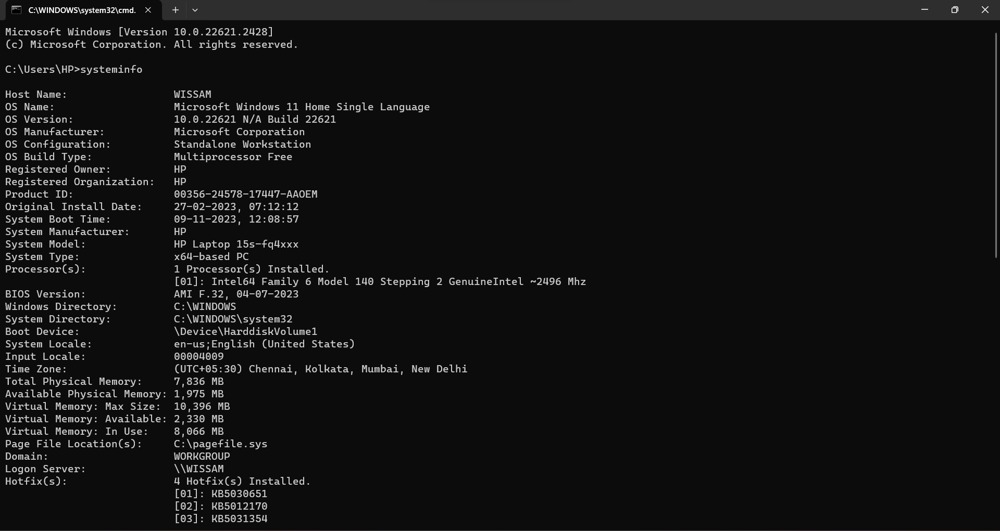 C:\WINDOWS\system32\cmd.
Microsoft Windows [Version 10.0.22621.2428]
(c) Microsoft Corporation. All rights reserved.
C:\Users\HP>systeminfo
Host Name: WISSAM
OS Name: Microsoft Windows 11 Home Single Language
OS Version: 10.0.22621 N/A Build 22621
OS Manufacturer: Microsoft Corporation
OS Configuration: Standalone Workstation
OS Build Type: Multiprocessor Free
Registered Owner: HP
Registered Organization: HP
Product ID: 00356-24578-17447-AAOEM
Original Install Date: 27-02-2023, 07:12:12
System Boot Time: 09-11-2023, 12:08:57
System Manufacturer: HP
System Model: HP Laptop 15s-fq4xxx
System Type: x64-based PC
Processor(s): 1 Processor(s) Installed.
[01]: Intel64 Family 6 Model 140 Stepping 2 GenuineIntel ~2496 Mhz
BIOS Version: AMI F.32, 04-07-2023
Windows Directory: C:\WINDOWS
System Directory: C:\WINDOWS\system32
Boot Device: \Device\HarddiskVolume1
System Locale: en-us;English (United States)
Input Locale: 00004009
Time Zone: (UTC+05:30) Chennai, Kolkata, Mumbai, New Delhi
Total Physical Memory: 7,836 MB
Available Physical Memory: 1,975 MB
Virtual Memory: Max Size: 10,396 MB
Virtual Memory: Available: 2,330 MB
Virtual Memory: In Use: 8,066 MB
Page File Location(s): C:\pagefile.sys
Domain: WORKGROUP
Logon Server: \\WISSAM
Hotfix(s): 4 Hotfix(s) Installed.
[01]: KB5030651
[02]: KB5012170
[03]: KB5031354